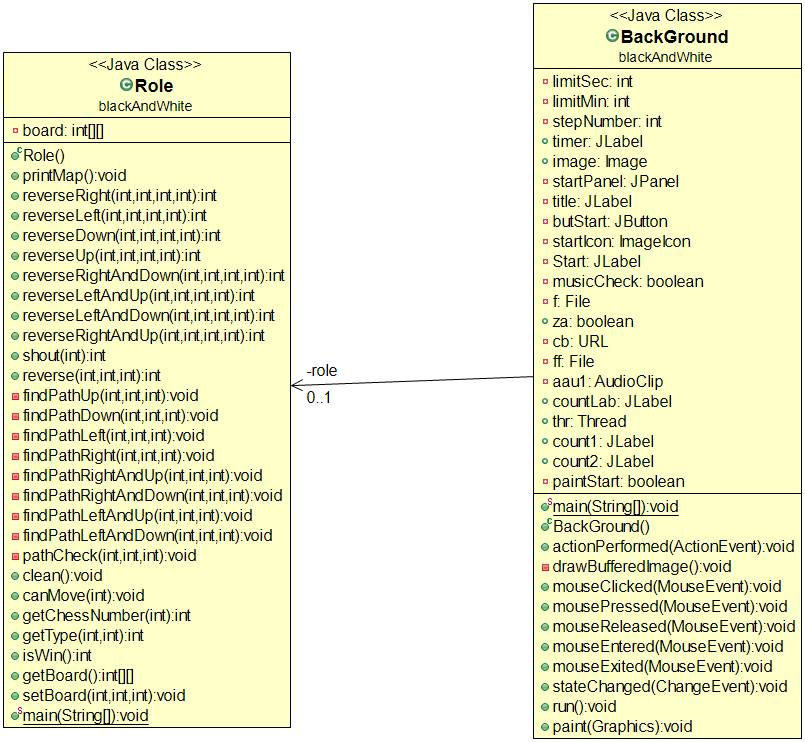 <<Java Class>>
Role
blackAndWhite
board: int[][]
Role()
printMap():void
reverseRight(int,int,int,int):int
reverseLeft(int,int,int,int):int
reverseDown(int,int,int,int):int
reverseUp(int,int,int,int):int
reverseRightAndDown(int,int,int,int):int
reverseLeftAndUp(int,int,int,int):int
reverseLeftAndDown(int,int,int,int):int
reverseRightAndUp(int,int,int,int):int
shout(int):int
reverse(int,int,int):int
findPathUp(int,int,int):void
findPathDown(int,int,int):void
findPathLeft(int,int,int):void
findPathRight(int,int,int):void
findPathRightAndUp(int,int,int):void
findPathRightAndDown(int,int,int):void
findPathLeftAndUp(int,int,int):void
findPathLeftAndDown(int,int,int):void
pathCheck(int,int,int):void
clean():void
canMove(int):void
getChessNumber(int):int
getType(int,int):int
isWin():int
getBoard():int[][]
setBoard(int,int,int):void
main(String[]):void
-role
0..1
<<Java Class>>
BackGround
blackAndWhite
limitSec: int
limitMin: int
stepNumber: int
timer: JLabel
image: Image
startPanel: JPanel
title: JLabel
butStart: JButton
startIcon: ImageIcon
Start: JLabel
musicCheck: boolean
f: File
za: boolean
cb: URL
ff: File
aau1: AudioClip
countLab: JLabel
thr: Thread
count1: JLabel
count2: JLabel
paintStart: boolean
main(String[]):void
BackGround()
actionPerformed(ActionEvent):void
drawBufferedImage():void
mouseClicked(MouseEvent):void
mousePressed(MouseEvent):void
mouseReleased(MouseEvent):void
mouseEntered(MouseEvent):void
mouseExited(MouseEvent):void
stateChanged(ChangeEvent):void
run():void
paint(Graphics):void